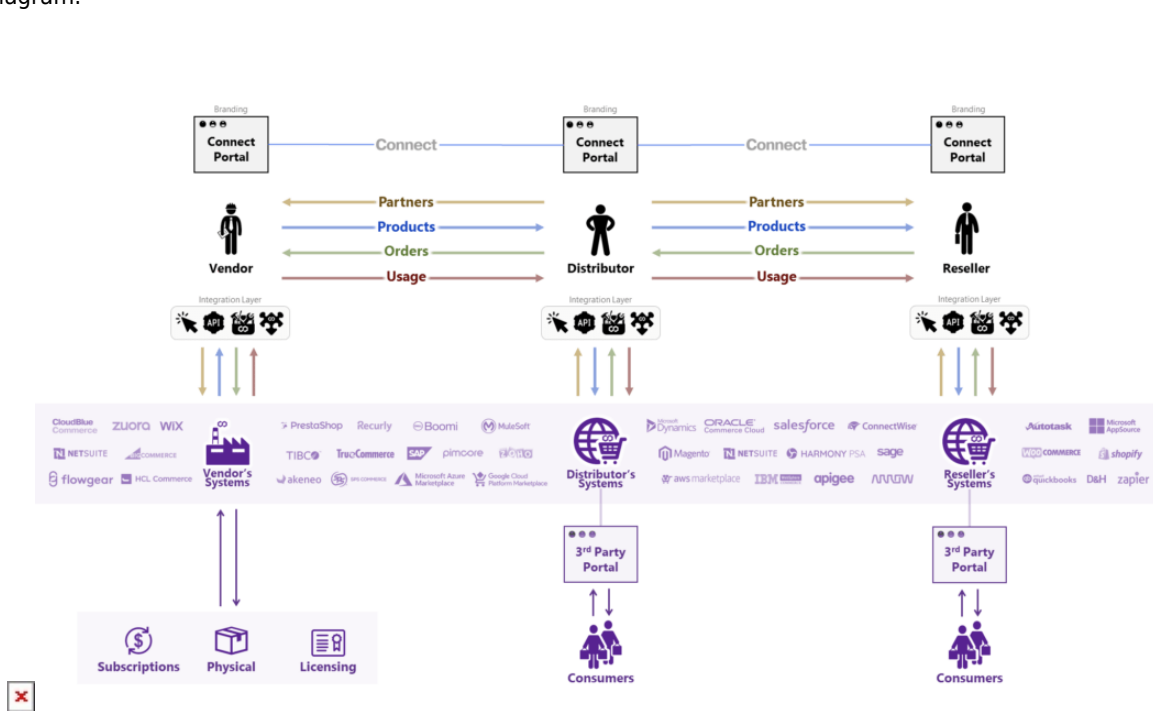 agram:
Branding Branding Branding
Connect Portal Connect Connect Portal Connect Connect Portal
Partners Partners
Products Products
Orders Orders
Vendor Distributor Reseller
Usage Usage
Integration Layer Integration Layer Integration Layer
API API API
CloudBlue Commerce zuora WiX PrestaShop Recurly Boomi MuleSoft Microsoft Dynamics ORACLE Commerce Cloud salesforce ConnectWise Autotask Microsoft AppSource
NETSUITE COMMERCE TIBCO TrueCommerce SAP pimcore Magento NETSUITE HARMONY PSA sage WOO COMMERCE shopify
flowgear HCL Commerce Vendor's Systems akeneo Microsoft Azure Marketplace Google Cloud Platform Marketplace Distributor's Systems aws marketplace IBM apigee ARROW Reseller's Systems quickbooks D&H zapier
3rd Party Portal 3rd Party Portal
Subscriptions Physical Licensing
Consumers Consumers